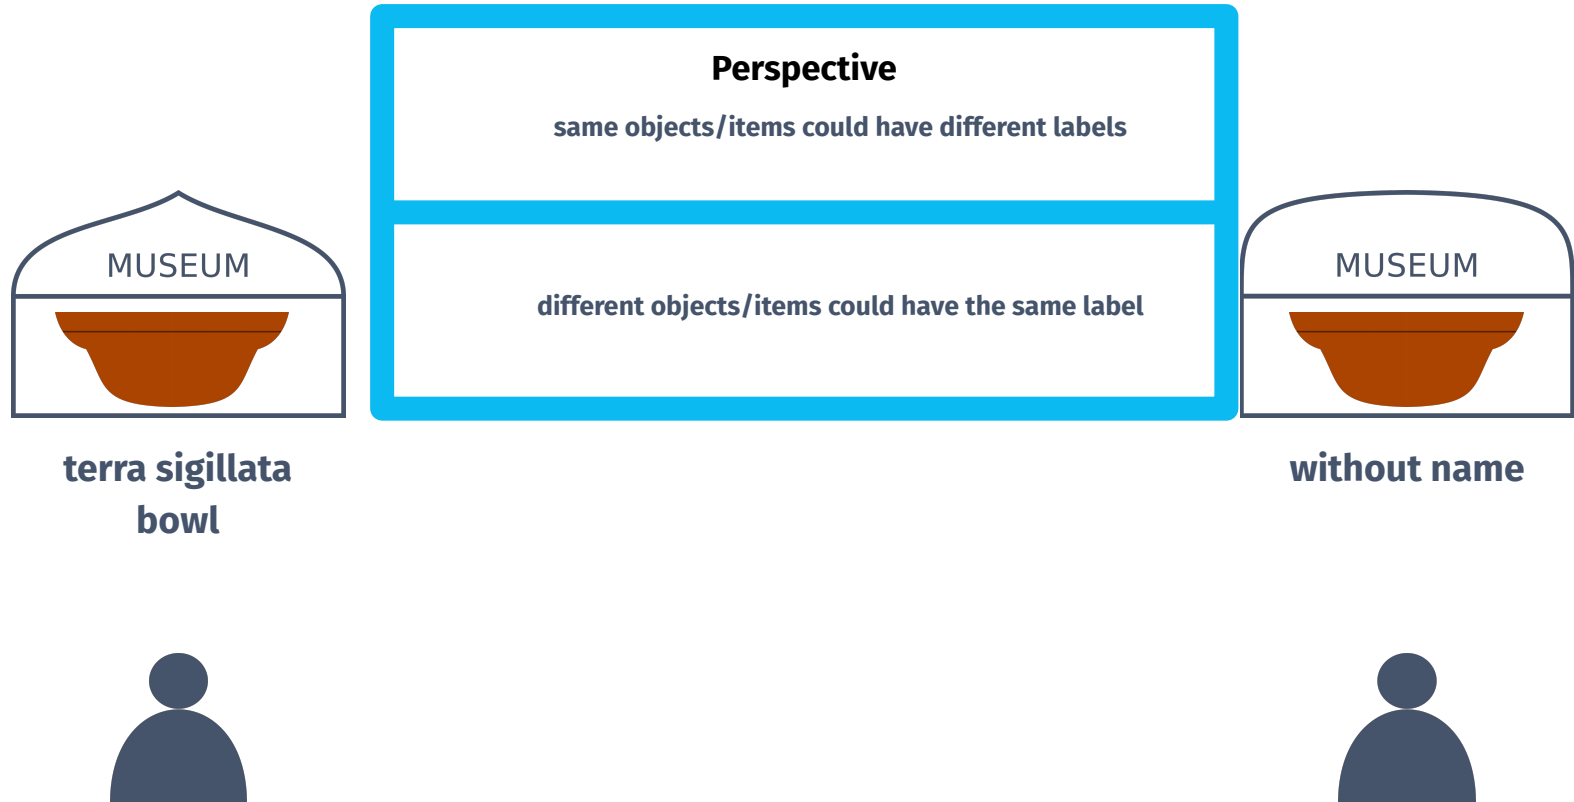 Perspective
same objects/items could have different labels
different objects/items could have the same label
MUSEUM
terra sigillata
bowl
MUSEUM
without name